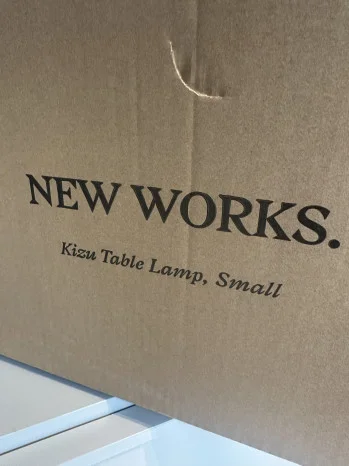 NEW WORKS.
Kizu Table Lamp, Small